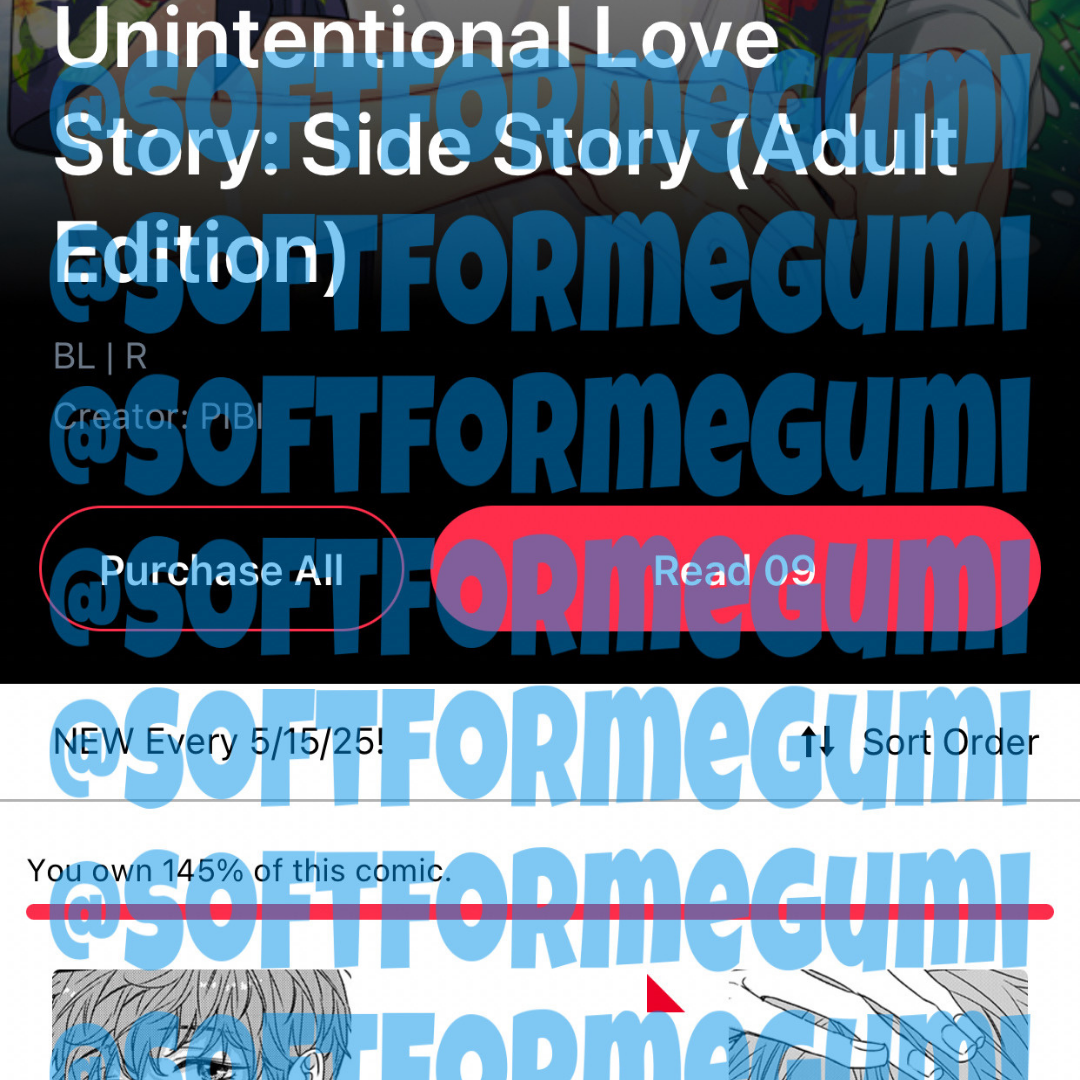 Unintentional Love
@SOFTFORmeGumi
Story: Side Story (Adult
@SOFTFORmeGumi
Edition)
BL | R
@SOFTFORmeGumi
Creator: PIBI
@SOFTFORmeGumi
Purchase All Read 09
@SOFTFORmeGumi
NEW Every 5/15/25! Sort Order
@SOFTFORmeGumi
You own 145% of this comic.
@SOFTFORmeGumi